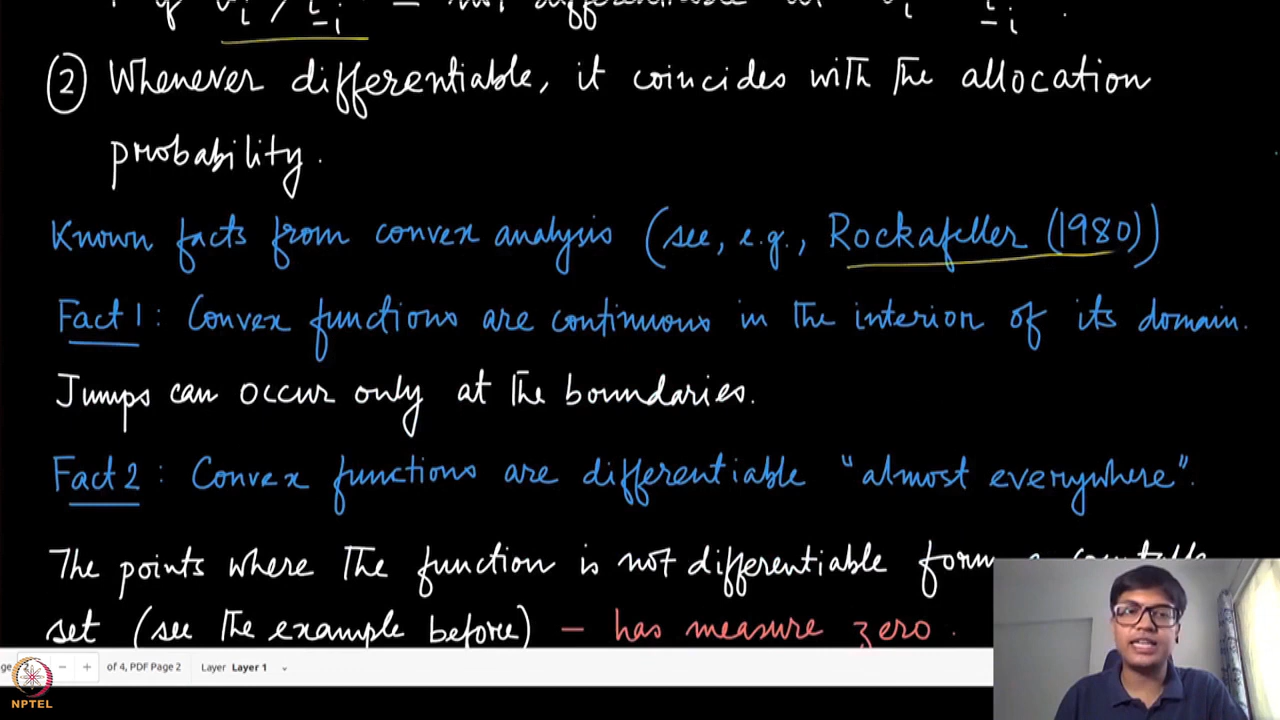 ② Whenever differentiable, it coincides with the allocation
probability.
Known facts from convex analysis (see, e.g., Rockafeller (1980))
Fact 1 : Convex functions are continuous in the interior of its domain.
Jumps can occur only at the boundaries.
Fact 2 : Convex functions are differentiable "almost everywhere".
The points where the function is not differentiable form
set (see the example before) – has measure zero.
of 4, PDF Page 2 Layer Layer 1
NPTEL